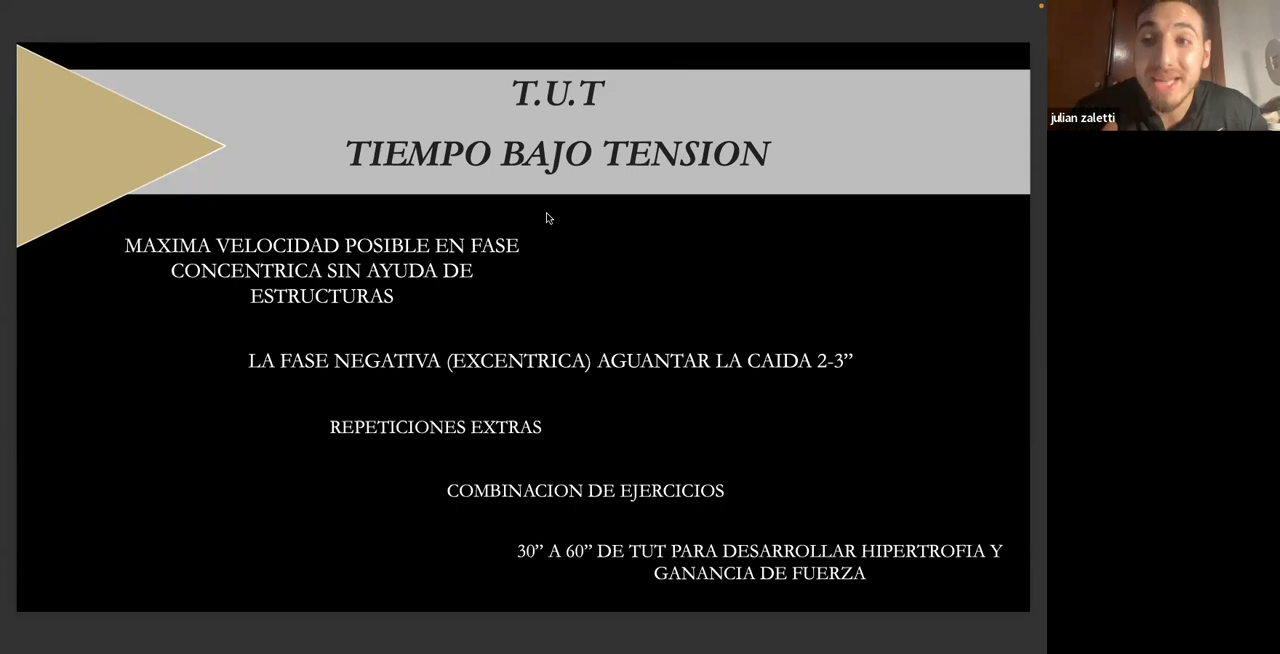 T.U.T
TIEMPO BAJO TENSION
julian zaletti
MAXIMA VELOCIDAD POSIBLE EN FASE
CONCENTRICA SIN AYUDA DE
ESTRUCTURAS
LA FASE NEGATIVA (EXCENTRICA) AGUANTAR LA CAIDA 2-3”
REPETICIONES EXTRAS
COMBINACION DE EJERCICIOS
30” A 60” DE TUT PARA DESARROLLAR HIPERTROFIA Y
GANANCIA DE FUERZA